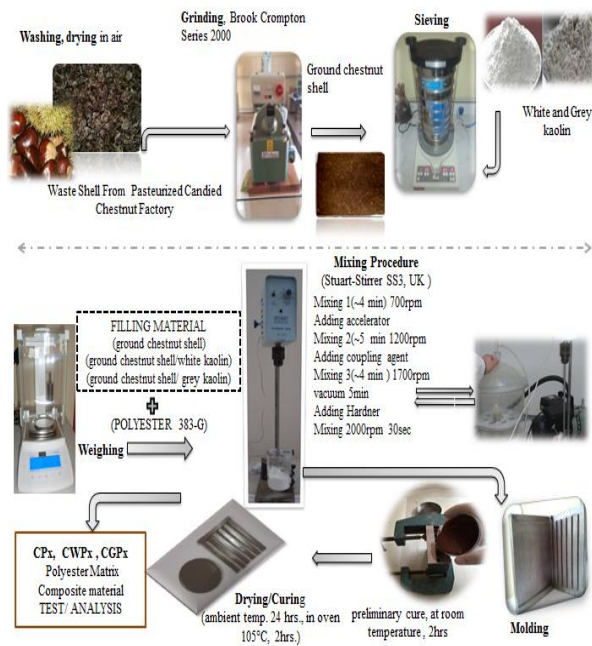 Washing, drying in air
Grinding, Brook Crompton
Series 2000
Sieving
Ground chestnut
shell
White and Grey
kaolin
Waste Shell From Pasteurized Candied
Chestnut Factory
Mixing Procedure
(Stuart-Stirrer SS3, UK )
Mixing 1(~4 min) 700rpm
Adding accelerator
Mixing 2(~5 min 1200rpm
Adding coupling agent
Mixing 3(~4 min ) 1700rpm
vacuum 5min
Adding Hardner
Mixing 2000rpm 30sec
FILLING MATERIAL
(ground chestnut shell)
(ground chestnut shell/white kaolin)
(ground chestnut shell/ grey kaolin)
(POLYESTER 383-G)
Weighing
CPx, CWPx , CGPx
Polyester Matrix
Composite material
TEST/ ANALYSIS
Drying/Curing
(ambient temp. 24 hrs., in oven
105°C, 2hrs.)
preliminary cure, at room
temperature , 2hrs
Molding